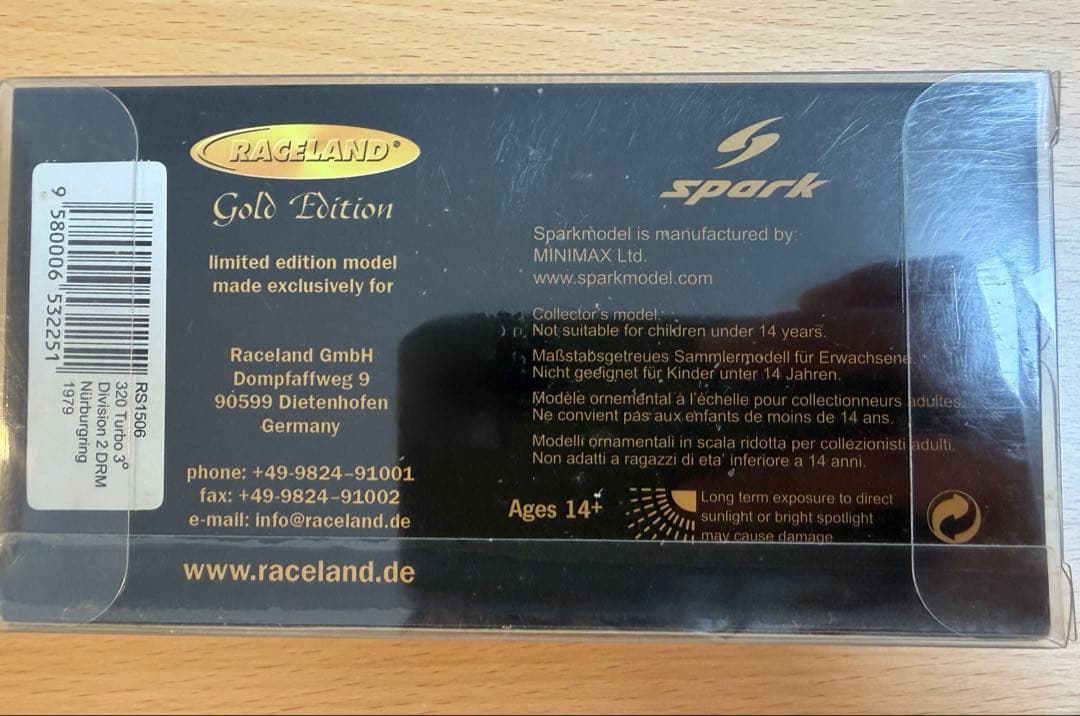 RACELAND®
Gold Edition
limited edition model
made exclusively for
Raceland GmbH
Dompfaffweg 9
90599 Dietenhofen
Germany
phone: +49-9824-91001
fax: +49-9824-91002
e-mail: info@raceland.de
www.raceland.de
spark
Sparkmodel is manufactured by:
MINIMAX Ltd.
www.sparkmodel.com
Collector's model.
Not suitable for children under 14 years.
Maßstabsgetreues Sammlermodell für Erwachsene
Nicht geeignet für Kinder unter 14 Jahren.
Modèle ornemental à l'échelle pour collectionneurs adultes.
Ne convient pas aux enfants de moins de 14 ans.
Modelli ornamentali in scala ridotta per collezionisti adulti.
Non adatti a ragazzi di eta' inferiore a 14 anni.
Ages 14+
Long term exposure to direct
sunlight or bright spotlight
may cause damage
9 580006 532251
RS1506
320 Turbo 3°
Division 2 DRM
Nürburgring
1979